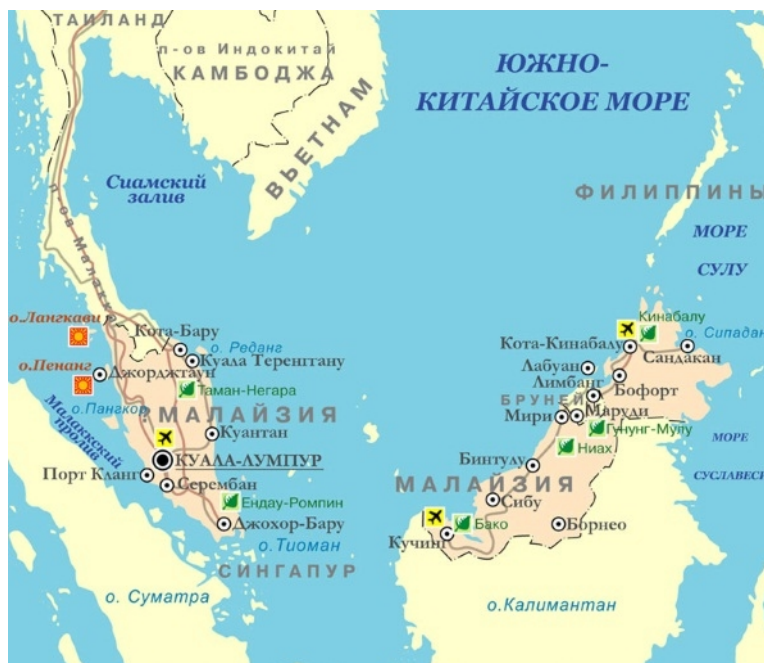 ТАИЛАНД
п-ов Индокитай
КАМБОДЖА
ВЬЕТНАМ
ЮЖНО-
КИТАЙСКОЕ МОРЕ
Сиамский
залив
п-ов Малакка
ФИЛИППИНЫ
МОРЕ
СУЛУ
о.Лангкави
о.Пенанг
Кота-Бару
о. Реданг
Куала Теренггану
Джорджтаун
Таман-Негара
о.Пангкор
Малаккский
пролив
МАЛАЙЗИЯ
Куантан
КУАЛА-ЛУМПУР
Порт Кланг
Серембан
Ендау-Ромпин
Джохор-Бару
о.Тиоман
СИНГАПУР
о. Суматра
Кинабалу
Кота-Кинабалу
о. Сипадан
Сандакан
Лабуан
Лимбанг
Бофорт
БРУНЕЙ
Мири
Маруди
Гунунг-Мулу
Ниах
МОРЕ
СУЛАВЕСИ
Бинтулу
МАЛАЙЗИЯ
Сибу
Бако
Борнео
Кучинг
о.Калимантан